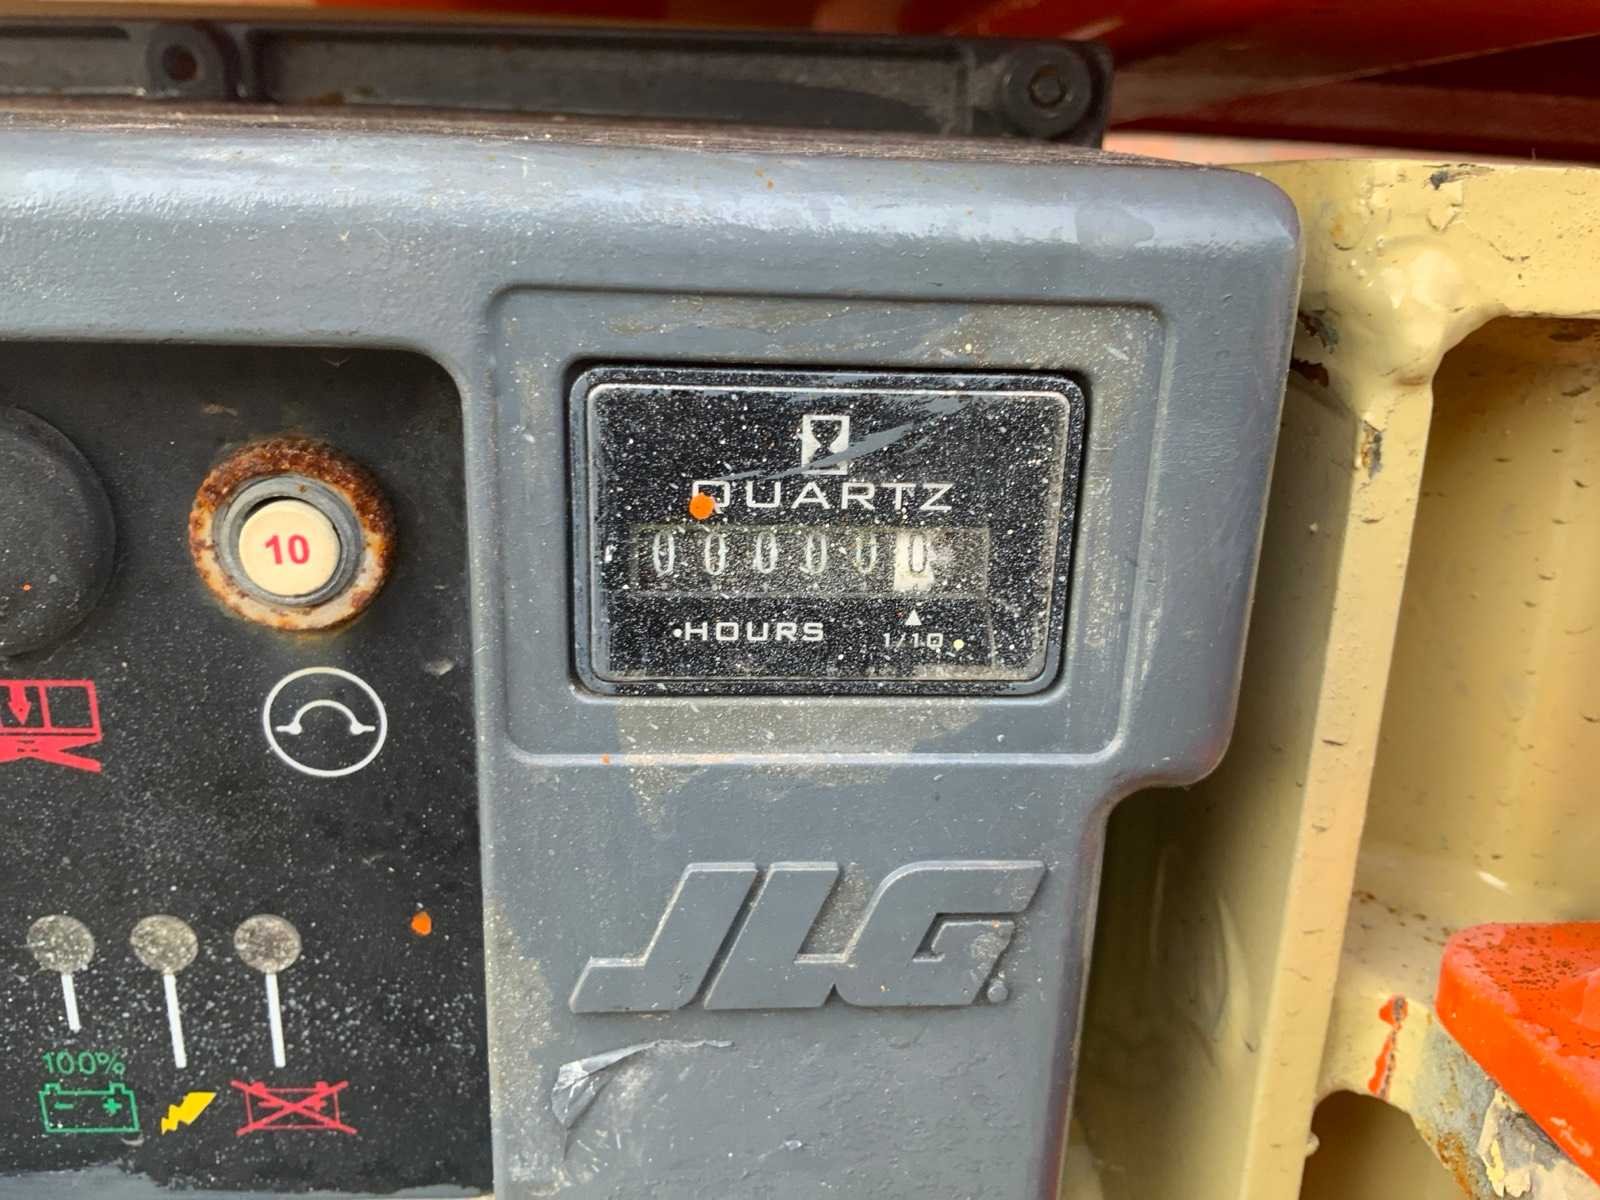 QUARTZ
000000
HOURS
1/10
10
JLG
100%
- +